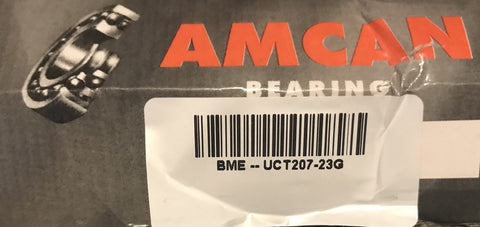 AMCAN
BEARING
BME -- UCT207-23G